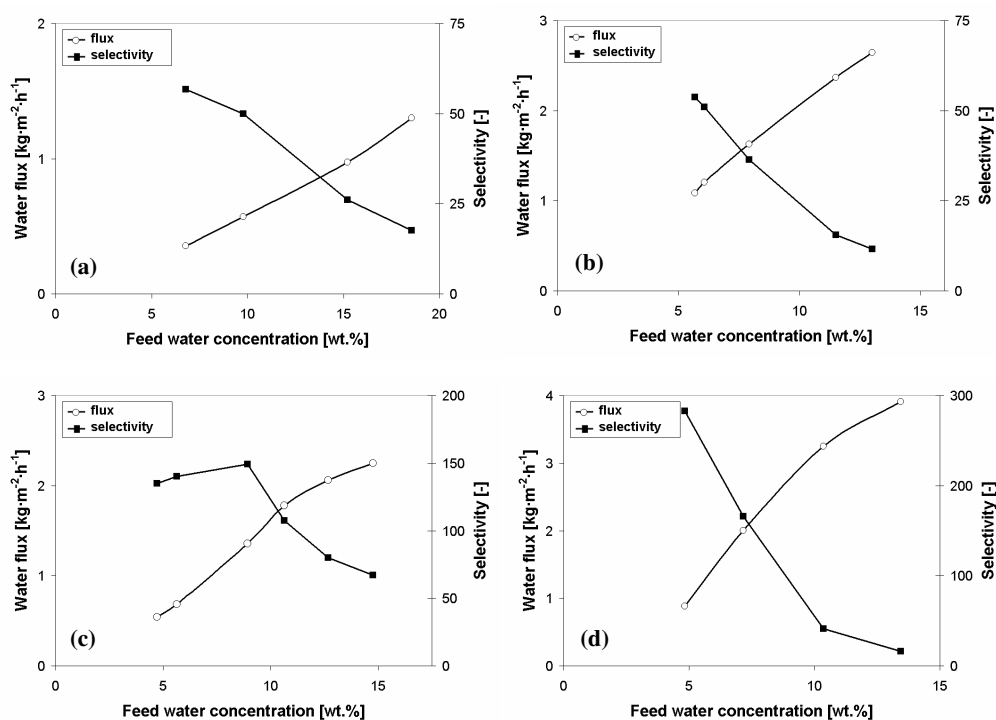 2
1
0
Water flux [kg·m⁻²·h⁻¹]
flux
selectivity
(a)
75
50
25
0
Selectivity [-]
0 5 10 15 20
Feed water concentration [wt.%]
3
2
1
0
Water flux [kg·m⁻²·h⁻¹]
flux
selectivity
(b)
75
50
25
0
Selectivity [-]
0 5 10 15
Feed water concentration [wt.%]
3
2
1
0
Water flux [kg·m⁻²·h⁻¹]
flux
selectivity
(c)
200
150
100
50
0
Selectivity [-]
0 5 10 15
Feed water concentration [wt.%]
4
3
2
1
0
Water flux [kg·m⁻²·h⁻¹]
flux
selectivity
(d)
300
200
100
0
Selectivity [-]
0 5 10 15
Feed water concentration [wt.%]